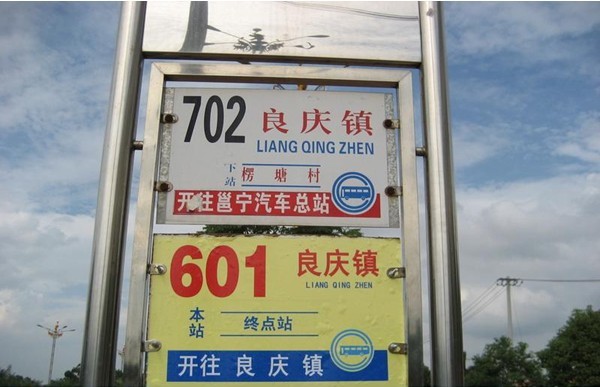 702 良庆镇
LIANG QING ZHEN
下站 楞塘村
开往邕宁汽车总站
601 良庆镇
LIANG QING ZHEN
本站 终点站
开往 良庆镇